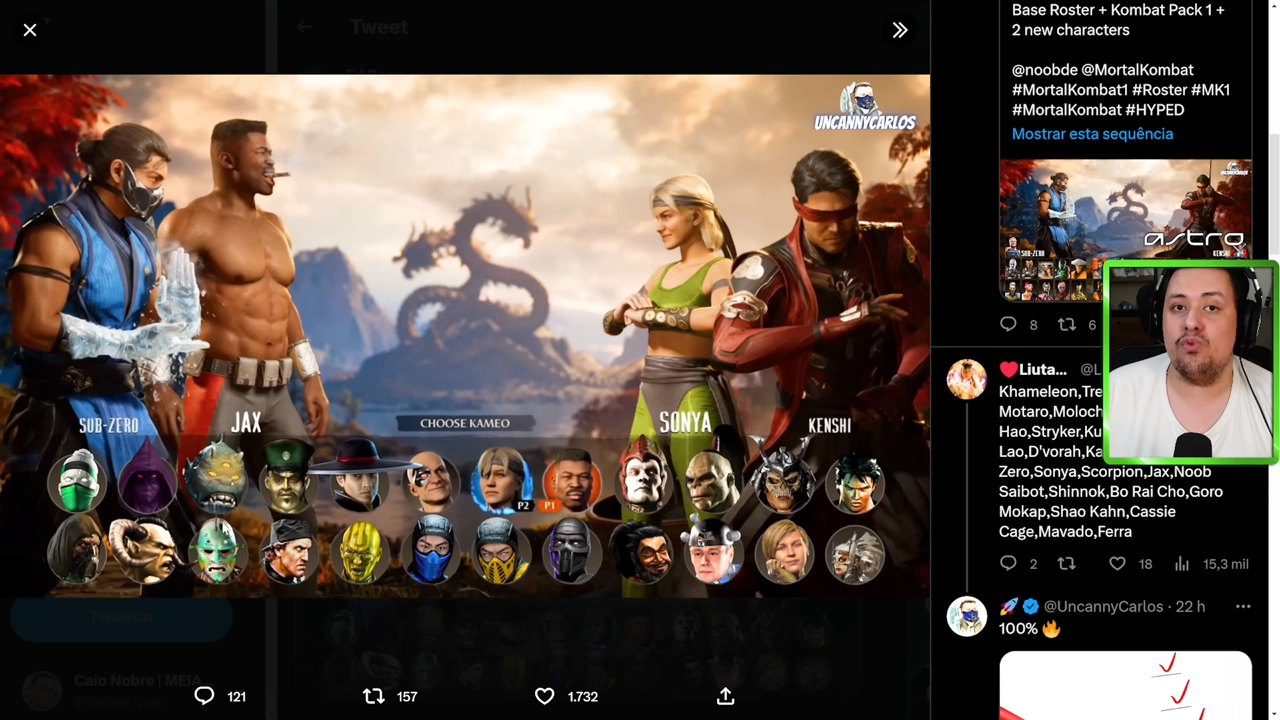 Tweet
Base Roster + Kombat Pack 1 +
2 new characters
@noobde @MortalKombat
#MortalKombat1 #Roster #MK1
#MortalKombat #HYPED
Mostrar esta sequência
UNCANNYCARLOS
astro
SUB-ZERO
KENSHI
8
6
SUB-ZERO
JAX
CHOOSE KAMEO
SONYA
KENSHI
P2
P1
Liuta... @L
Khameleon,Tre
Motaro,Moloch
Hao,Stryker,Ku
Lao,D'vorah,Ka
Zero,Sonya,Scorpion,Jax,Noob
Saibot,Shinnok,Bo Rai Cho,Goro
Mokap,Shao Kahn,Cassie
Cage,Mavado,Ferra
2
18
15,3 mil
@UncannyCarlos · 22 h
100%
Tweetar
Caio Nobre | MEIA...
121
157
1.732